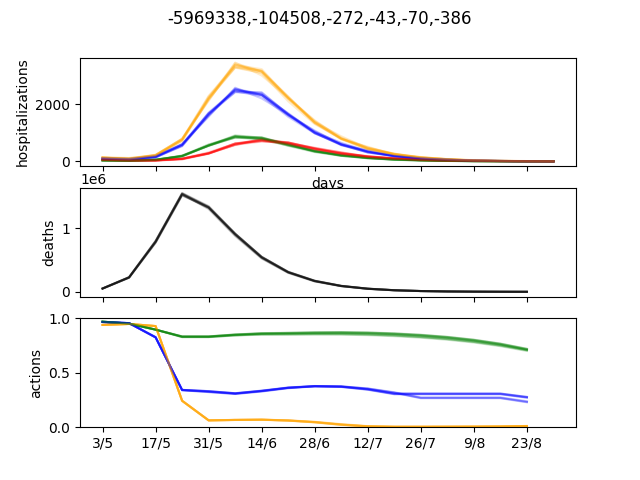 -5969338,-104508,-272,-43,-70,-386
hospitalizations
2000
0
days
1e6
deaths
1
0
actions
1.0
0.5
0.0
3/5 17/5 31/5 14/6 28/6 12/7 26/7 9/8 23/8